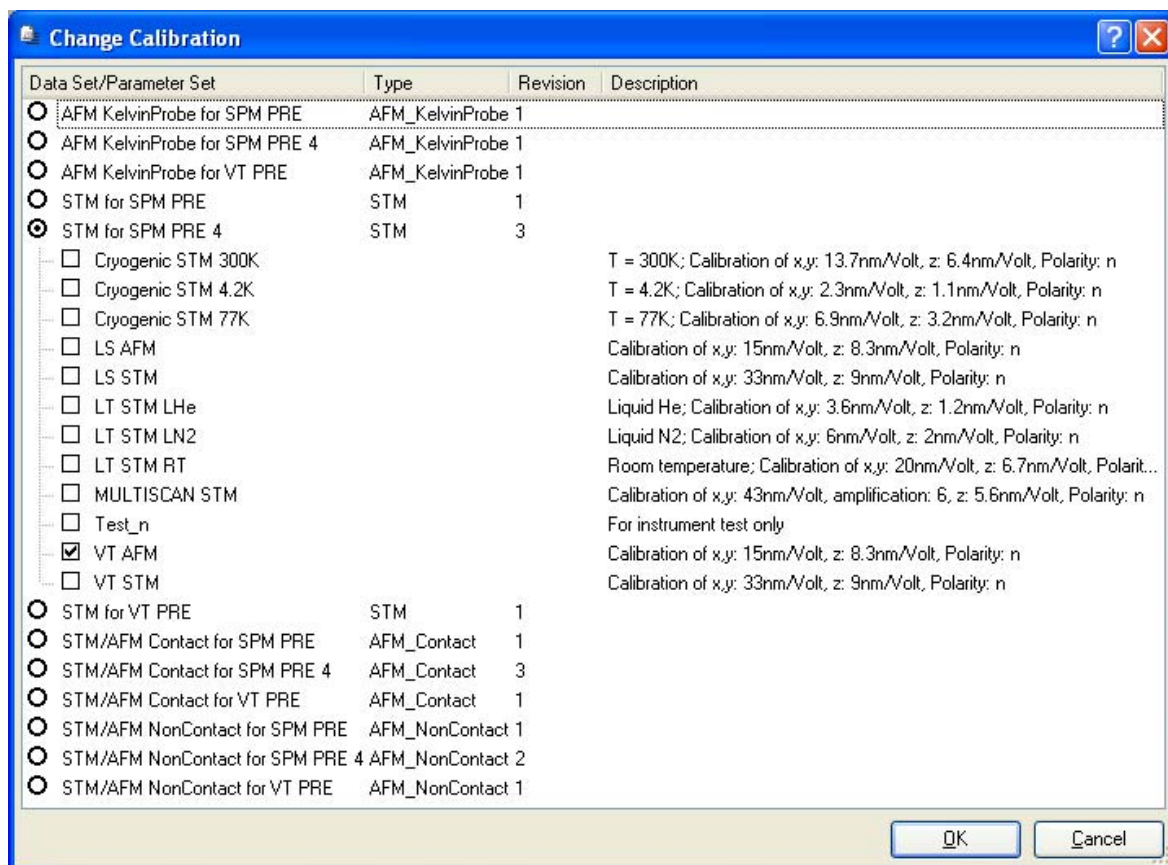 Change Calibration
Data Set/Parameter Set Type Revision Description
AFM KelvinProbe for SPM PRE AFM_KelvinProbe 1
AFM KelvinProbe for SPM PRE 4 AFM_KelvinProbe 1
AFM KelvinProbe for VT PRE AFM_KelvinProbe 1
STM for SPM PRE STM 1
STM for SPM PRE 4 STM 3
Cryogenic STM 300K T = 300K; Calibration of x,y: 13.7nm/Volt, z: 6.4nm/Volt, Polarity: n
Cryogenic STM 4.2K T = 4.2K; Calibration of x,y: 2.3nm/Volt, z: 1.1nm/Volt, Polarity: n
Cryogenic STM 77K T = 77K; Calibration of x,y: 6.9nm/Volt, z: 3.2nm/Volt, Polarity: n
LS AFM Calibration of x,y: 15nm/Volt, z: 8.3nm/Volt, Polarity: n
LS STM Calibration of x,y: 33nm/Volt, z: 9nm/Volt, Polarity: n
LT STM LHe Liquid He; Calibration of x,y: 3.6nm/Volt, z: 1.2nm/Volt, Polarity: n
LT STM LN2 Liquid N2; Calibration of x,y: 6nm/Volt, z: 2nm/Volt, Polarity: n
LT STM RT Room temperature; Calibration of x,y: 20nm/Volt, z: 6.7nm/Volt, Polarit...
MULTISCAN STM Calibration of x,y: 43nm/Volt, amplification: 6, z: 5.6nm/Volt, Polarity: n
Test_n For instrument test only
VT AFM Calibration of x,y: 15nm/Volt, z: 8.3nm/Volt, Polarity: n
VT STM Calibration of x,y: 33nm/Volt, z: 9nm/Volt, Polarity: n
STM for VT PRE STM 1
STM/AFM Contact for SPM PRE AFM_Contact 1
STM/AFM Contact for SPM PRE 4 AFM_Contact 3
STM/AFM Contact for VT PRE AFM_Contact 1
STM/AFM NonContact for SPM PRE AFM_NonContact 1
STM/AFM NonContact for SPM PRE 4 AFM_NonContact 2
STM/AFM NonContact for VT PRE AFM_NonContact 1
OK Cancel